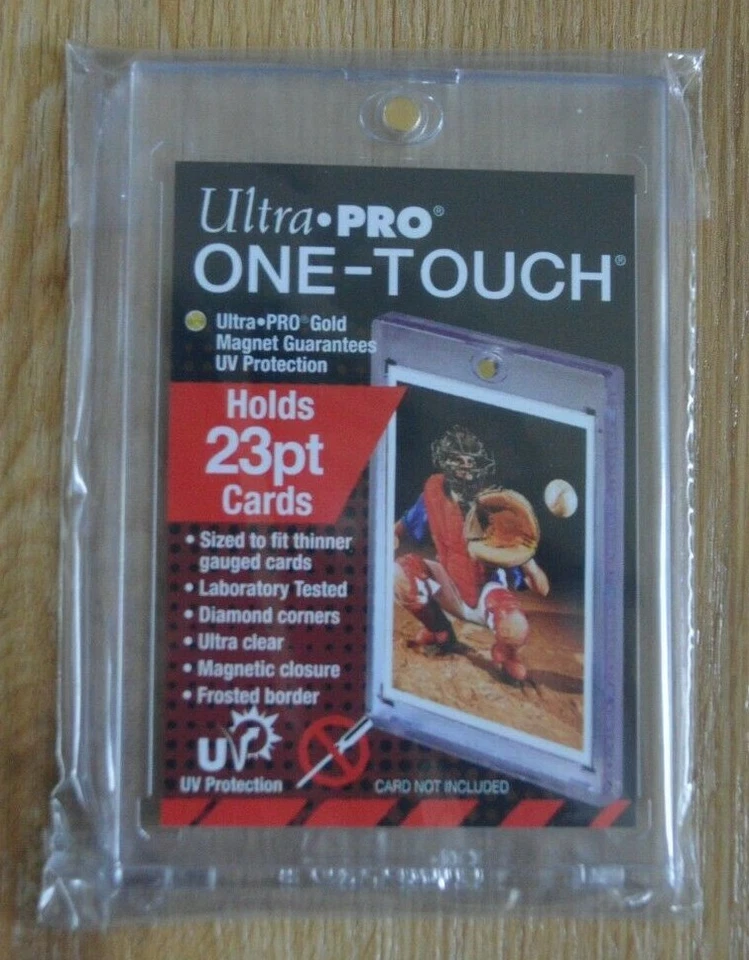 Ultra•PRO®
ONE-TOUCH®
Ultra•PRO® Gold
Magnet Guarantees
UV Protection
Holds
23pt
Cards
• Sized to fit thinner
gauged cards
• Laboratory Tested
• Diamond corners
• Ultra clear
• Magnetic closure
• Frosted border
UV
UV Protection
CARD NOT INCLUDED